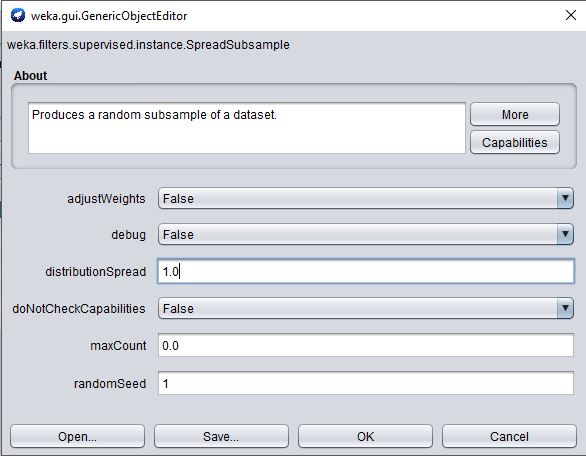 weka.gui.GenericObjectEditor
weka.filters.supervised.instance.SpreadSubsample
About
Produces a random subsample of a dataset.
More
Capabilities
adjustWeights False
debug False
distributionSpread 1.0
doNotCheckCapabilities False
maxCount 0.0
randomSeed 1
Open... Save... OK Cancel